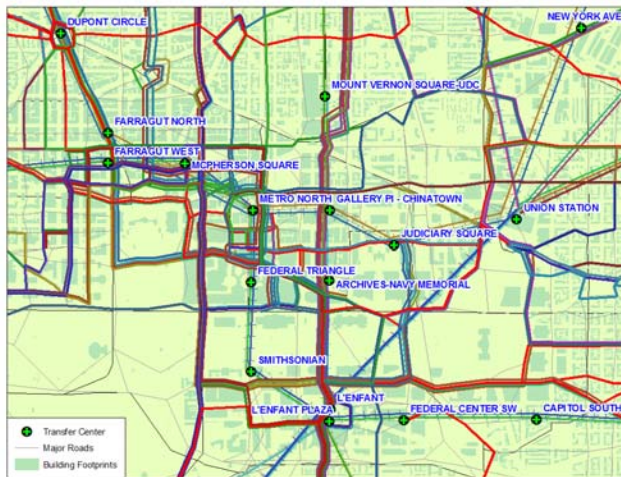 DUPONT CIRCLE
NEW YORK AVE
MOUNT VERNON SQUARE-UDC
FARRAGUT NORTH
FARRAGUT WEST
MCPHERSON SQUARE
METRO NORTH
GALLERY Pl - CHINATOWN
UNION STATION
JUDICIARY SQUARE
FEDERAL TRIANGLE
ARCHIVES-NAVY MEMORIAL
SMITHSONIAN
L'ENFANT
L'ENFANT PLAZA
FEDERAL CENTER SW
CAPITOL SOUTH
Transfer Center
Major Roads
Building Footprints